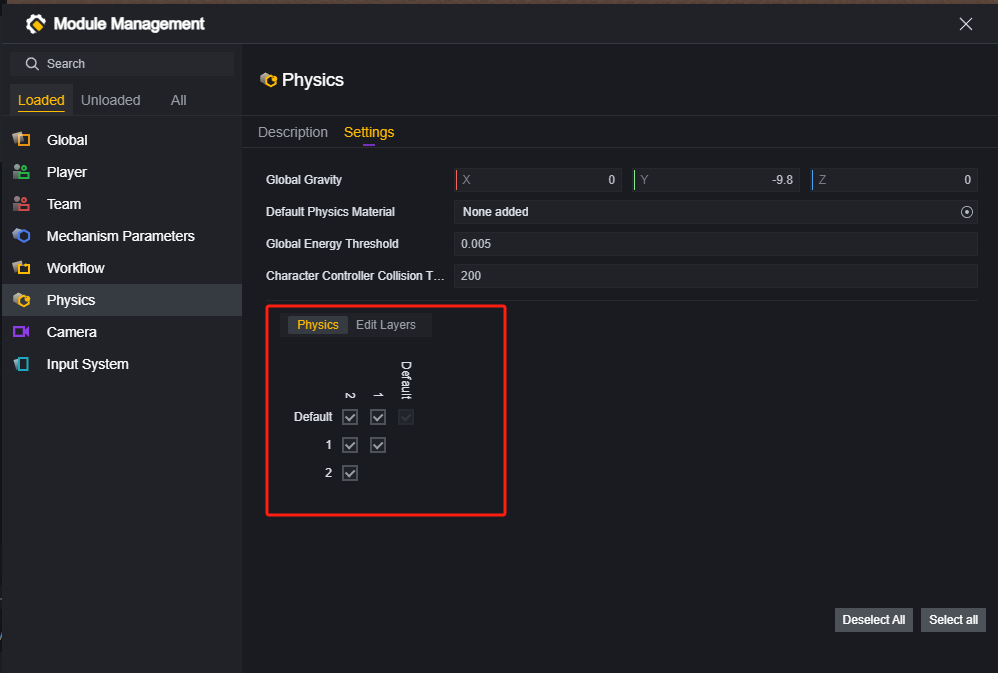 Module Management
Search
Loaded Unloaded All
Global
Player
Team
Mechanism Parameters
Workflow
Physics
Camera
Input System
Physics
Description Settings
Global Gravity X 0 Y -9.8 Z 0
Default Physics Material None added
Global Energy Threshold 0.005
Character Controller Collision T... 200
Physics Edit Layers
2 1 Default
Default
1
2
Deselect All Select all